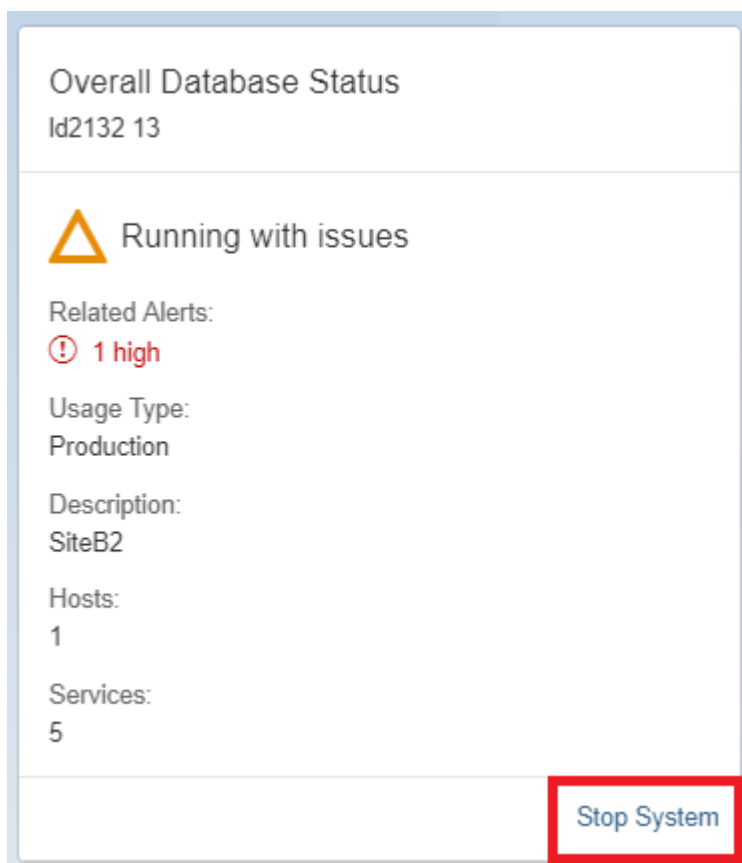 Overall Database Status
ld2132 13
Running with issues
Related Alerts:
1 high
Usage Type:
Production
Description:
SiteB2
Hosts:
1
Services:
5
Stop System